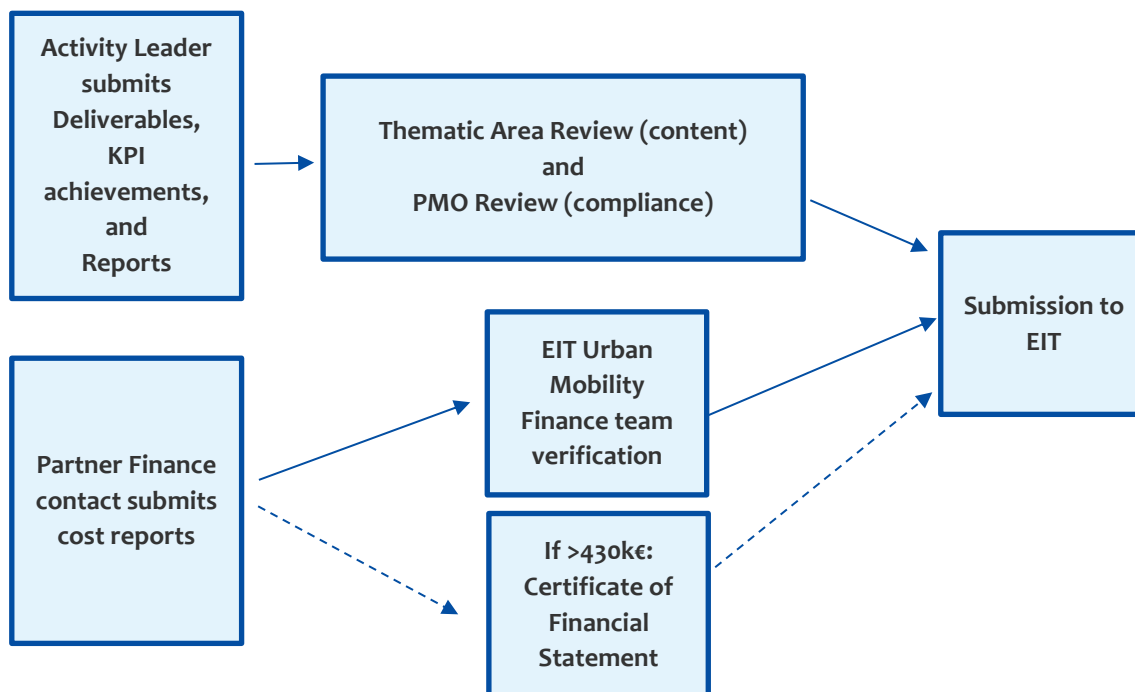 Activity Leader
submits
Deliverables,
KPI
achievements,
and
Reports
Thematic Area Review (content)
and
PMO Review (compliance)
Submission to
EIT
Partner Finance
contact submits
cost reports
EIT Urban
Mobility
Finance team
verification
If >430k€:
Certificate of
Financial
Statement